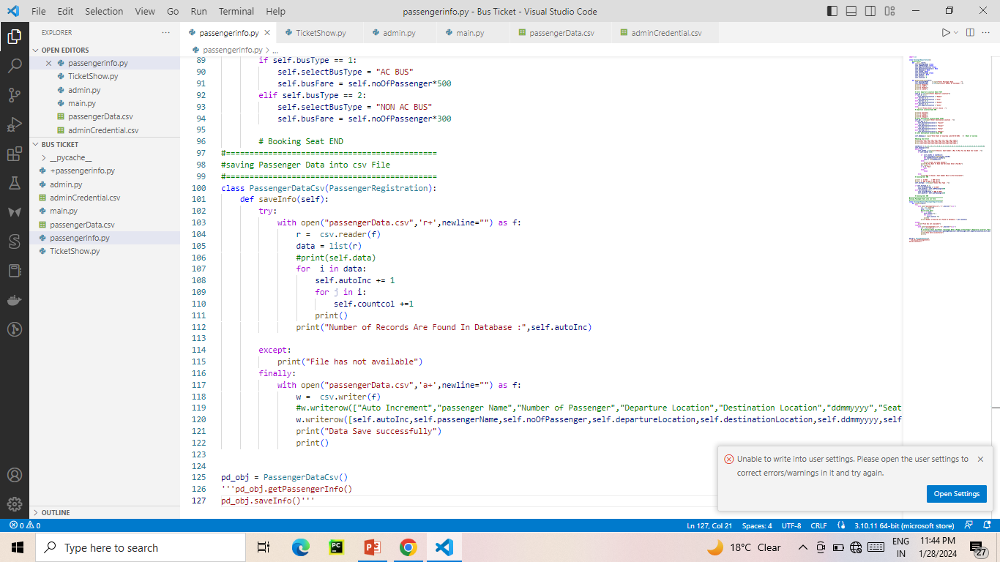 File Edit Selection View Go Run Terminal Help passengerinfo.py - Bus Ticket - Visual Studio Code
EXPLORER
OPEN EDITORS
passengerinfo.py
TicketShow.py
admin.py
main.py
passengerData.csv
adminCredential.csv
BUS TICKET
__pycache__
+passengerinfo.py
admin.py
adminCredential.csv
main.py
passengerData.csv
passengerinfo.py
TicketShow.py
OUTLINE
passengerinfo.py TicketShow.py admin.py main.py passengerData.csv adminCredential.csv
passengerinfo.py > ...
89 if self.busType == 1:
90 self.selectBusType = "AC BUS"
91 self.busFare = self.noOfPassenger*500
92 elif self.busType == 2:
93 self.selectBusType = "NON AC BUS"
94 self.busFare = self.noOfPassenger*300
95
96 # Booking Seat END
97 #=============================================
98 #saving Passenger Data into csv File
99 #=============================================
100 class PassengerDataCsv(PassengerRegistration):
101 def saveInfo(self):
102 try:
103 with open("passengerData.csv",'r+',newline="") as f:
104 r =  csv.reader(f)
105 data = list(r)
106 #print(self.data)
107 for  i in data:
108 self.autoInc += 1
109 for j in i:
110 self.countcol +=1
111 print()
112 print("Number of Records Are Found In Database :",self.autoInc)
113
114 except:
115 print("File has not available")
116 finally:
117 with open("passengerData.csv",'a+',newline="") as f:
118 w =  csv.writer(f)
119 #w.writerow(["Auto Increment","passenger Name","Number of Passenger","Departure Location","Destination Location","ddmmyyyy","Seat
120 w.writerow([self.autoInc,self.passengerName,self.noOfPassenger,self.departureLocation,self.destinationLocation,self.ddmmyyyy,self
121 print("Data Save successfully")
122 print()
123
124
125 pd_obj = PassengerDataCsv()
126 '''pd_obj.getPassengerInfo()
127 pd_obj.saveInfo()'''
Unable to write into user settings. Please open the user settings to
correct errors/warnings in it and try again.
Open Settings
0 0 Ln 127, Col 21 Spaces: 4 UTF-8 CRLF 3.10.11 64-bit (microsoft store)
Type here to search
18°C Clear
ENG
IN
11:44 PM
1/28/2024
27